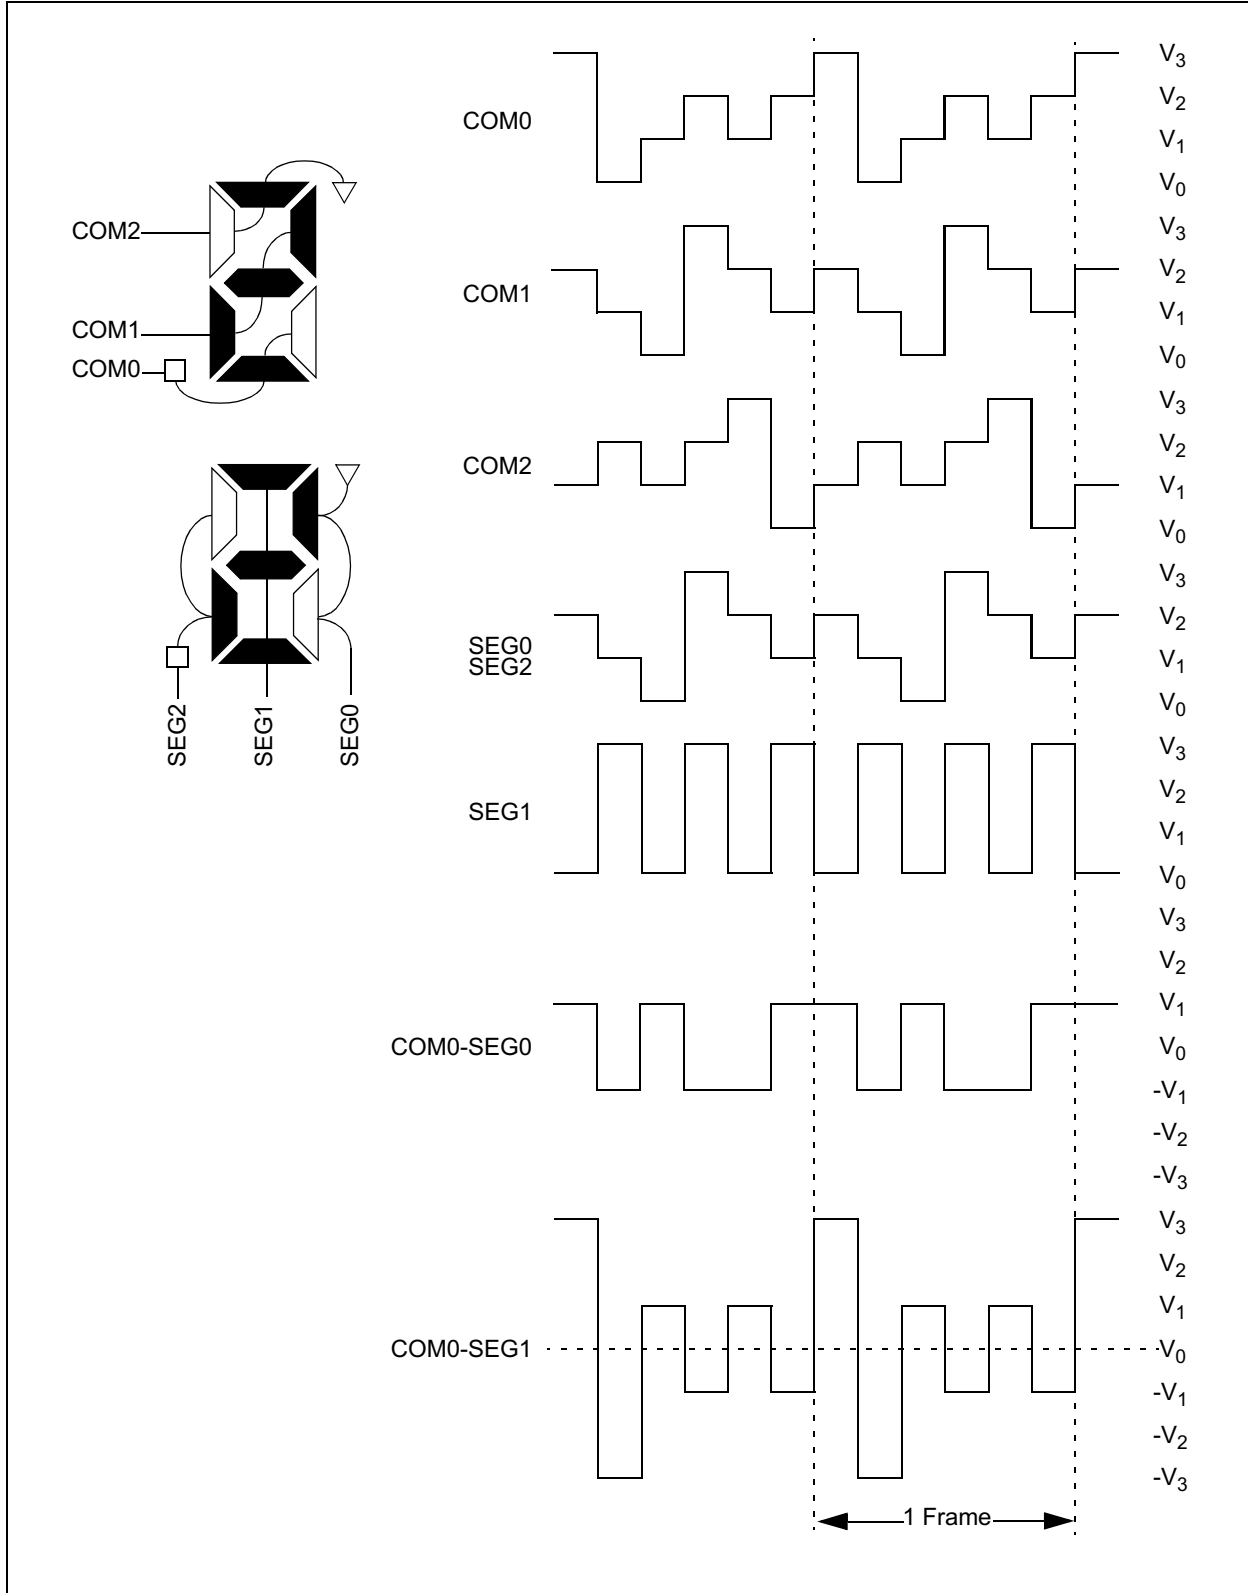 COM2
COM1
COM0
SEG2
SEG1
SEG0
COM0
V3
V2
V1
V0
COM1
V3
V2
V1
V0
COM2
V3
V2
V1
V0
SEG0
SEG2
V3
V2
V1
V0
SEG1
V3
V2
V1
V0
COM0-SEG0
V3
V2
V1
V0
-V1
-V2
-V3
COM0-SEG1
V3
V2
V1
V0
-V1
-V2
-V3
1 Frame